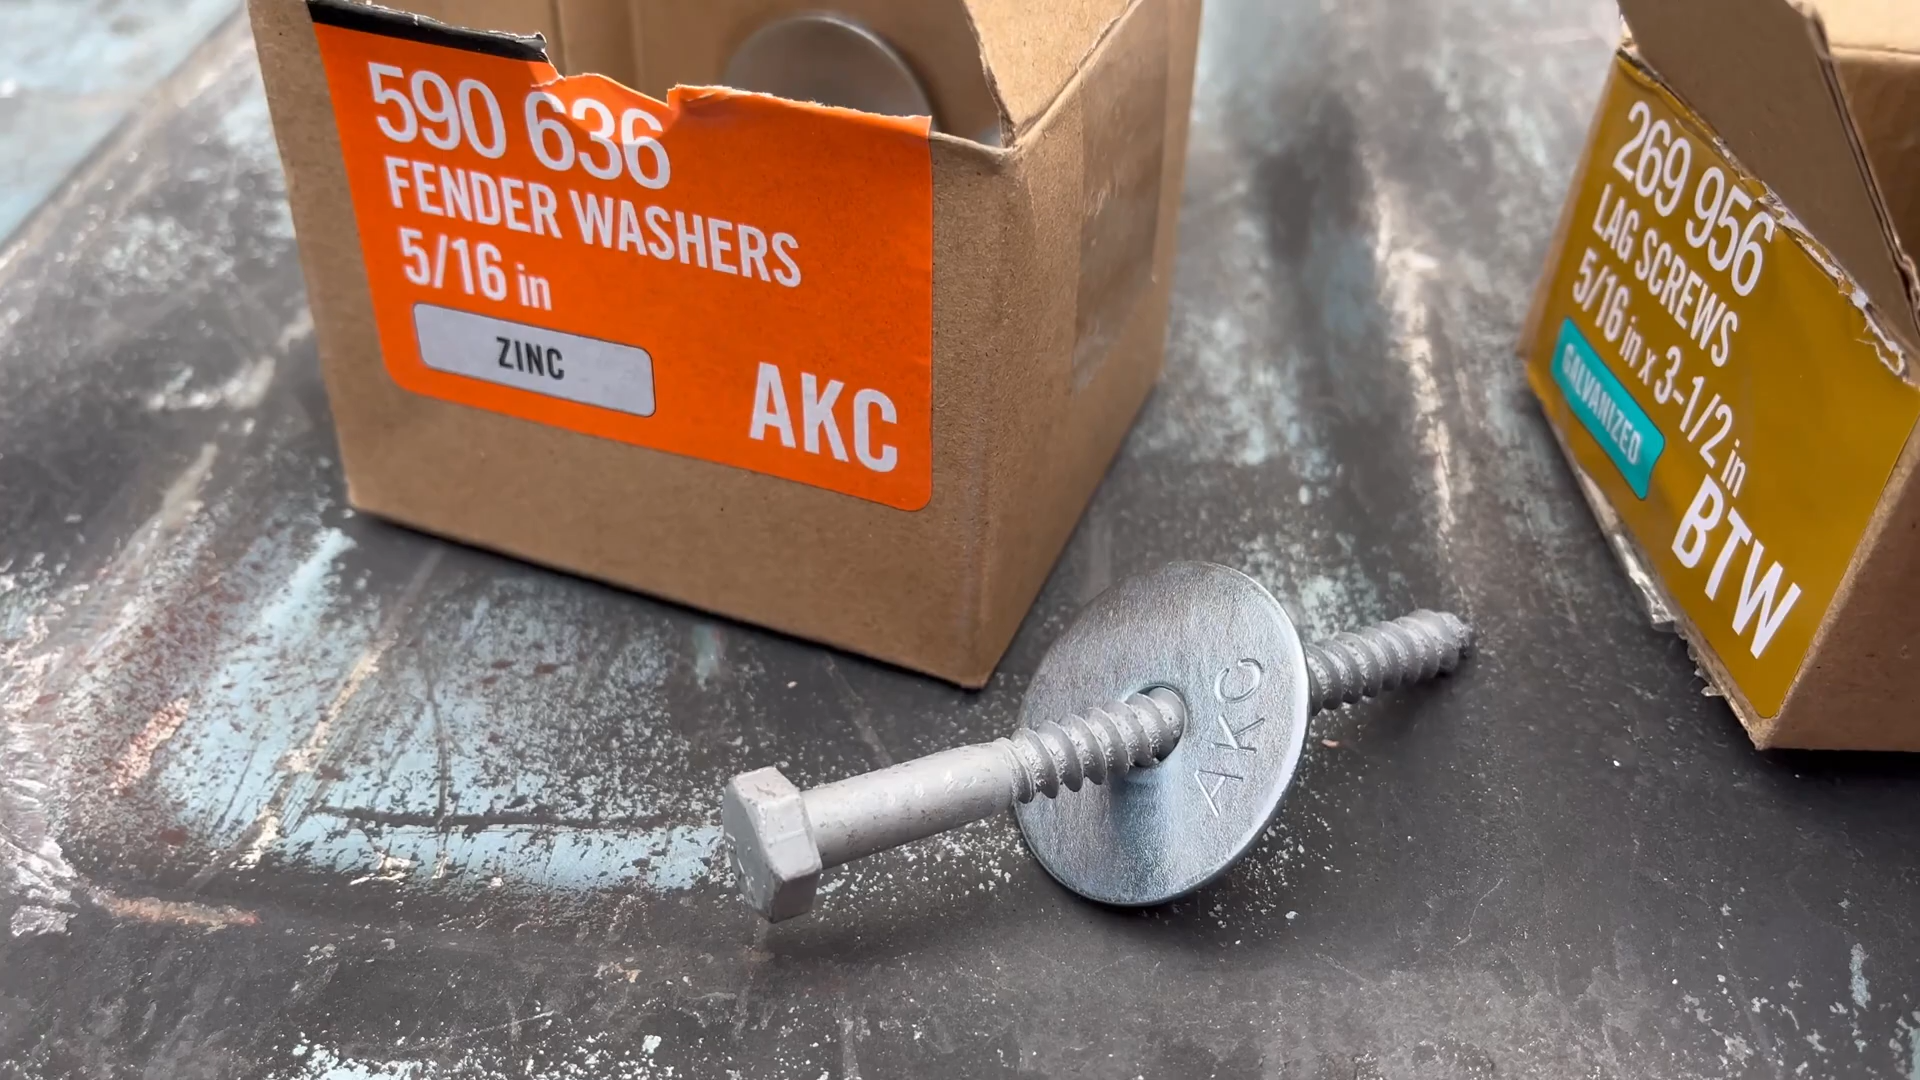 590 636
FENDER WASHERS
5/16 in
ZINC
AKC
269 956
LAG SCREWS
5/16 in x 3-1/2 in
GALVANIZED
BTW
AKC